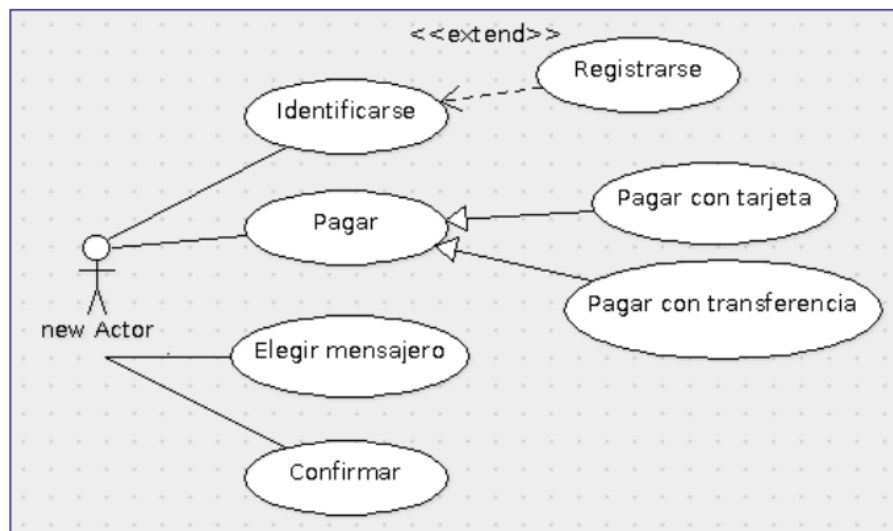 <<extend>>
Registrarse
Identificarse
Pagar con tarjeta
Pagar
Pagar con transferencia
new Actor
Elegir mensajero
Confirmar